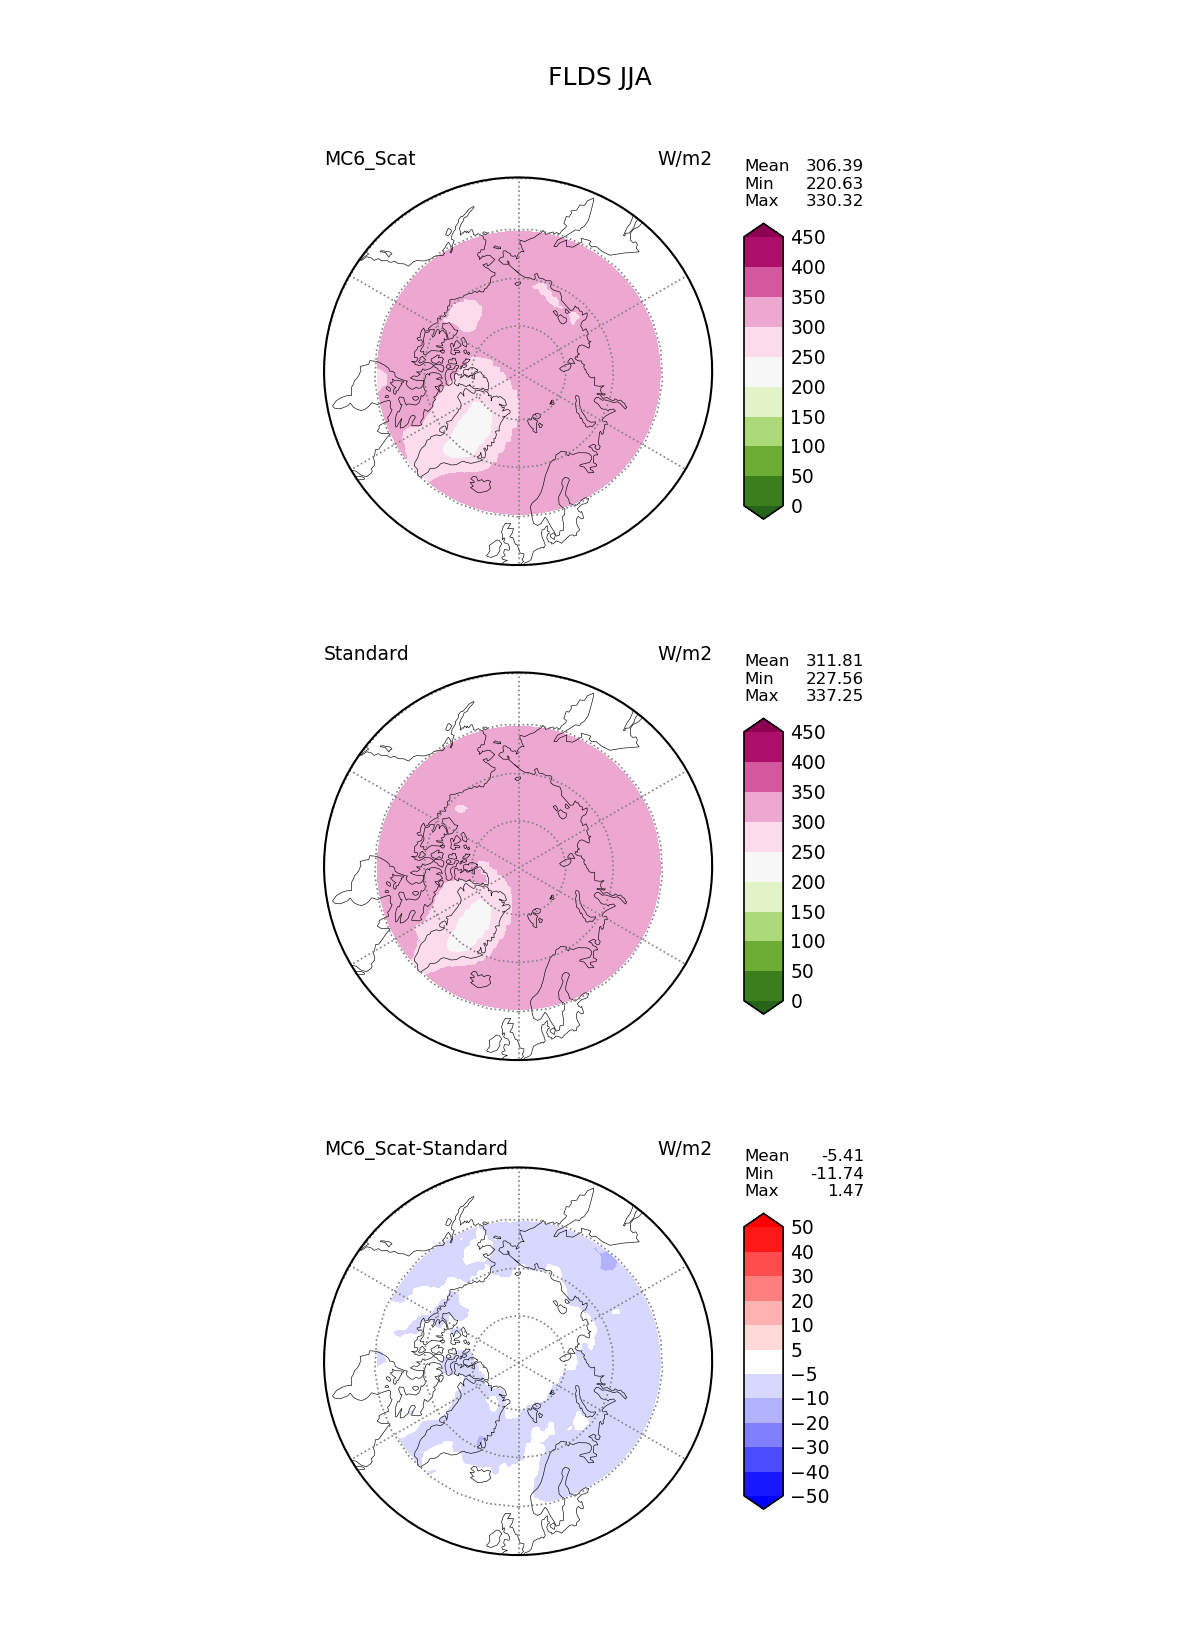 FLDS JJA
MC6_Scat W/m2
Mean 306.39
Min 220.63
Max 330.32
450
400
350
300
250
200
150
100
50
0
Standard W/m2
Mean 311.81
Min 227.56
Max 337.25
450
400
350
300
250
200
150
100
50
0
MC6_Scat-Standard W/m2
Mean -5.41
Min -11.74
Max 1.47
50
40
30
20
10
5
−5
−10
−20
−30
−40
−50